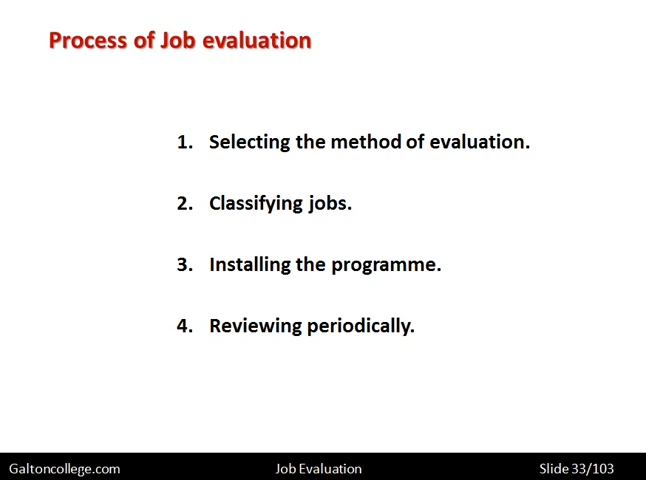 Process of Job evaluation
1. Selecting the method of evaluation.
2. Classifying jobs.
3. Installing the programme.
4. Reviewing periodically.
Galtoncollege.com Job Evaluation Slide 33/103